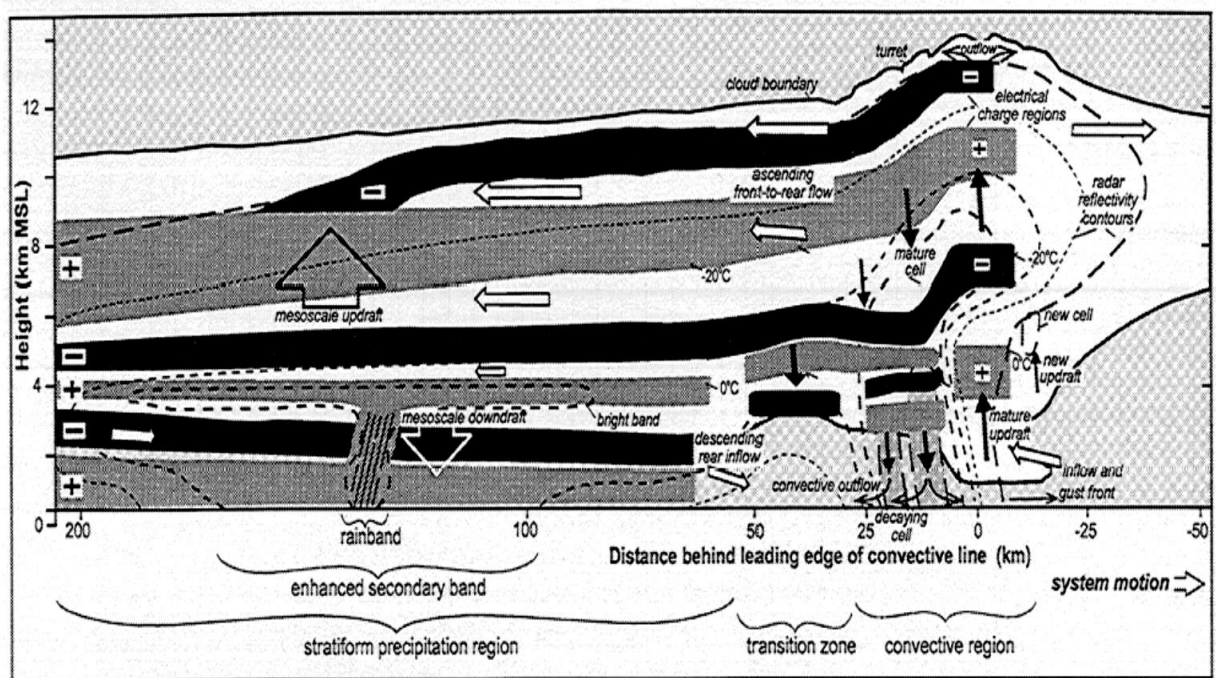 turret
outflow
cloud boundary
12
electrical
charge regions
+
ascending
front-to-rear flow
10
radar
reflectivity
contours
Height (km MSL)
8
+
-20°C
mature
cell
-20°C
mesoscale updraft
new cell
0°C
new
updraft
4
+
0°C
+
bright band
mesoscale downdraft
mature
updraft
descending
rear inflow
+
convective outflow
inflow and
gust front
decaying
cell
0
200
100
50
25
0
-50
rainband
Distance behind leading edge of convective line (km)
enhanced secondary band
system motion
stratiform precipitation region
transition zone
convective region